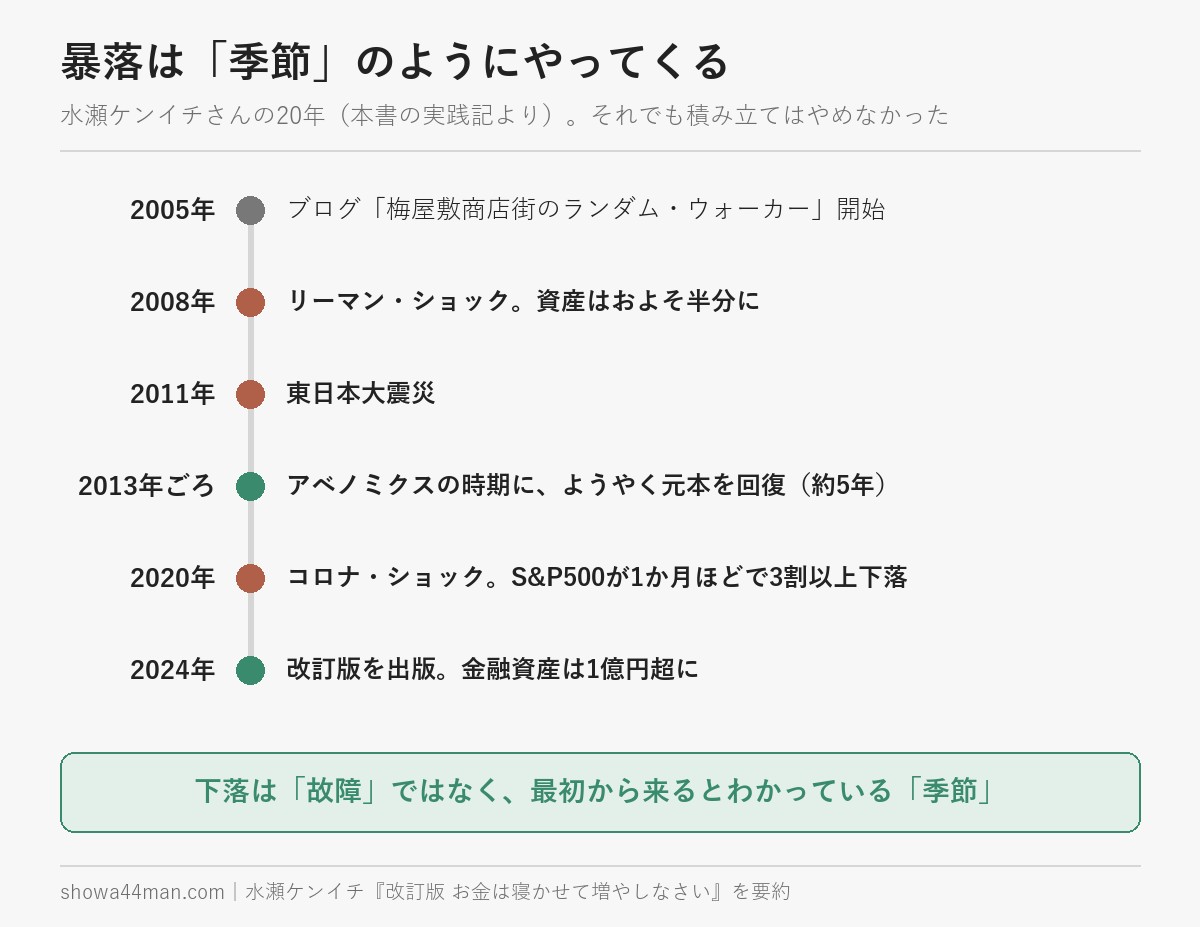 暴落は「季節」のようにやってくる
水瀬ケンイチさんの20年（本書の実践記より）。それでも積み立てはやめなかった
2005年 ブログ「梅屋敷商店街のランダム・ウォーカー」開始
2008年 リーマン・ショック。資産はおよそ半分に
2011年 東日本大震災
2013年ごろ アベノミクスの時期に、ようやく元本を回復（約5年）
2020年 コロナ・ショック。S&P500が1か月ほどで3割以上下落
2024年 改訂版を出版。金融資産は1億円超に
下落は「故障」ではなく、最初から来るとわかっている「季節」
showa44man.com｜水瀬ケンイチ『改訂版 お金は寝かせて増やしなさい』を要約